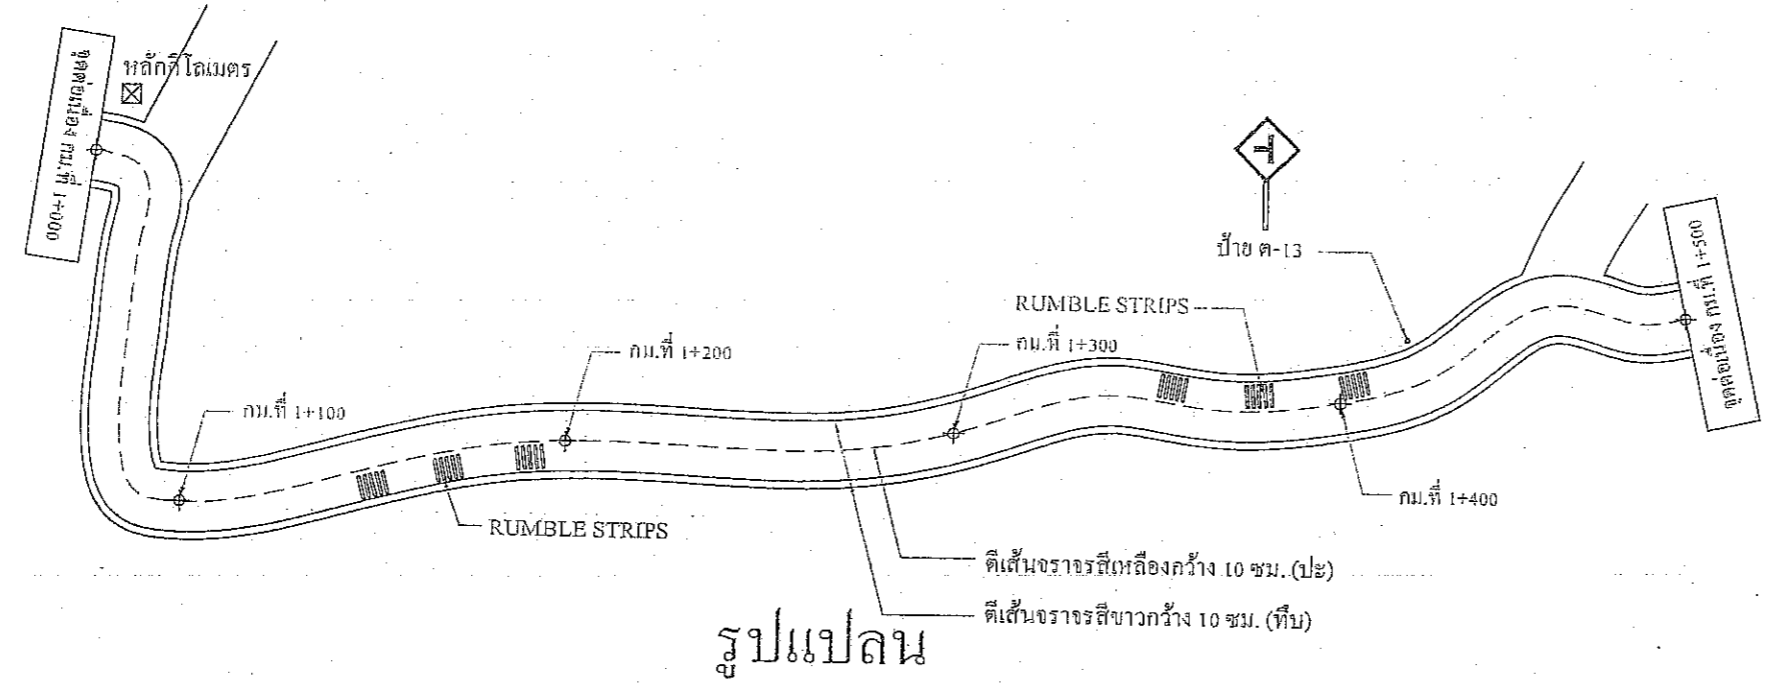 หลักกิโลเมตร
จุดต่อเนื่อง กม.ที่ 1+000
ป้าย ต-13
RUMBLE STRIPS
กม.ที่ 1+300
กม.ที่ 1+200
กม.ที่ 1+100
จุดต่อเนื่อง กม.ที่ 1+500
กม.ที่ 1+400
RUMBLE STRIPS
ตีเส้นจราจรสีเหลืองกว้าง 10 ซม. (ปะ)
ตีเส้นจราจรสีขาวกว้าง 10 ซม. (ทึบ)
รูปแปลน